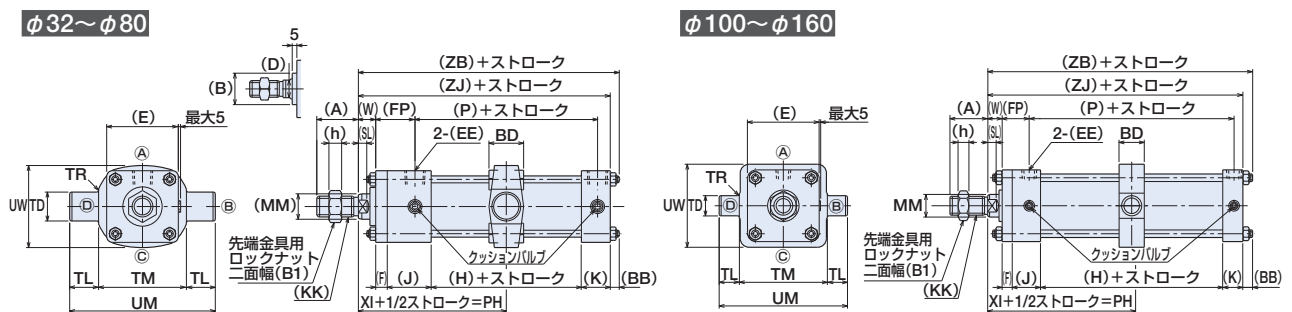 φ32～φ80
5
(D)
(B)
(ZB)+ストローク
(ZJ)+ストローク
(A)
(W)
(FP)
(P)+ストローク
(E)
最大5
(h)
(SL)
2-(EE)
BD
Ⓐ
TR
UW
TD
Ⓓ
Ⓑ
(MM)
Ⓒ
先端金具用
ロックナット
二面幅(B1)
クッションバルブ
TL
TM
TL
(KK)
(F)
(J)
(H)+ストローク
(K)
(BB)
UM
XI+1/2ストローク=PH
φ100～φ160
(ZB)+ストローク
(ZJ)+ストローク
(A)
(W)
(FP)
(P)+ストローク
(E)
最大5
(h)
(SL)
2-(EE)
BD
Ⓐ
TR
UW
TD
Ⓓ
Ⓑ
MM
Ⓒ
先端金具用
ロックナット
二面幅(B1)
クッションバルブ
TL
TM
TL
(KK)
(F)
(J)
(H)+ストローク
(K)
(BB)
UM
XI+1/2ストローク=PH